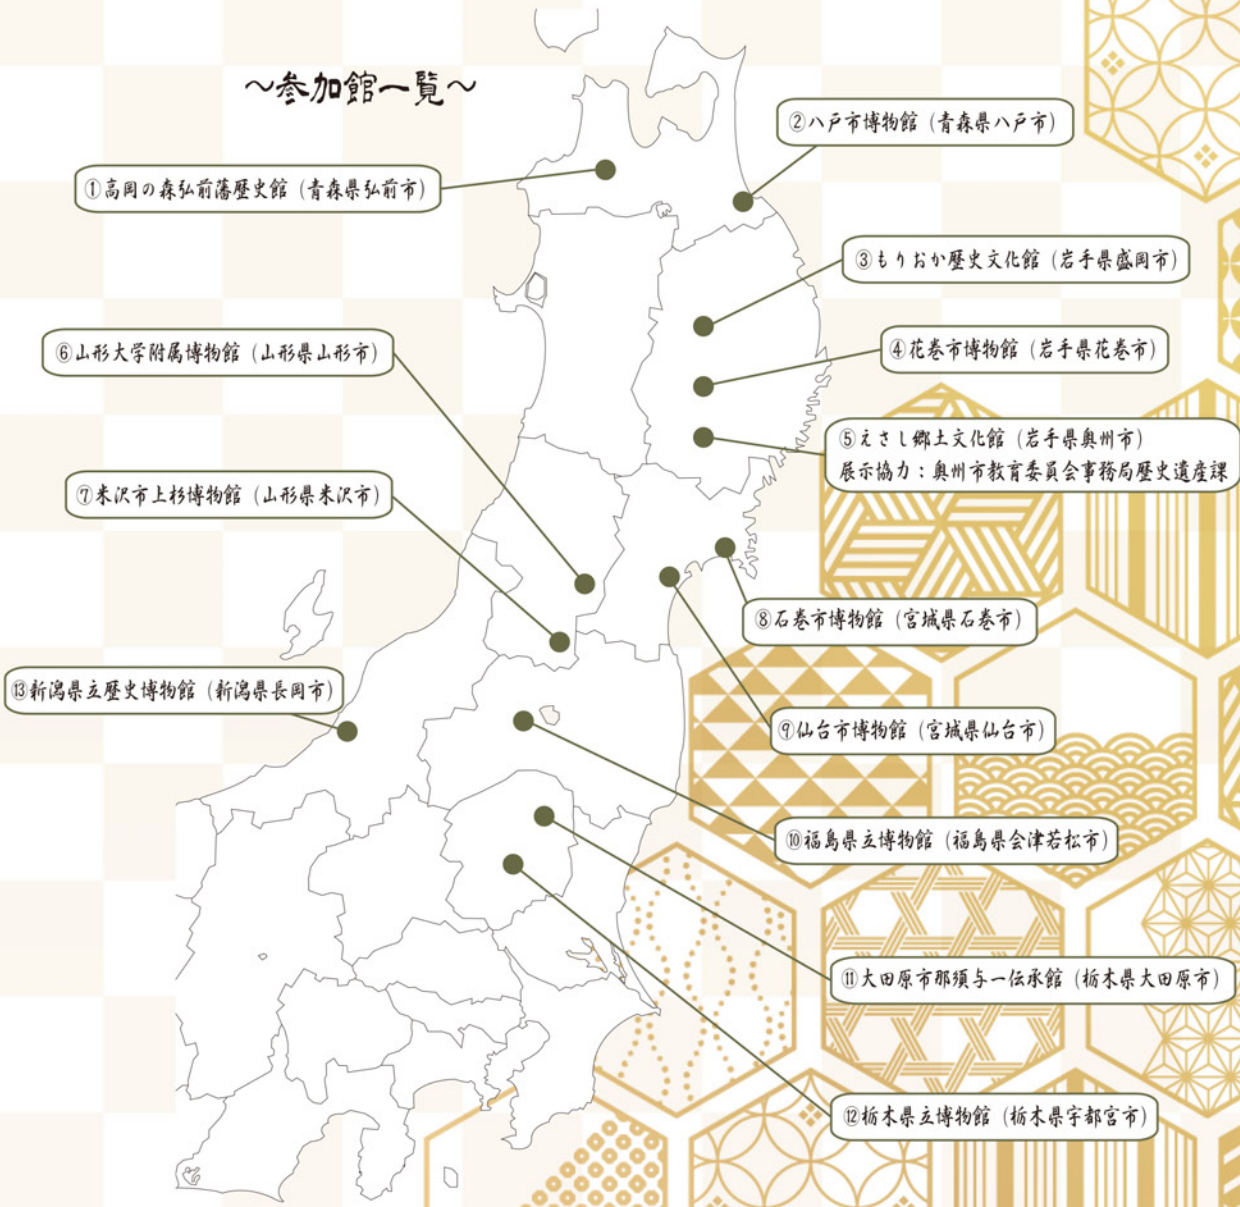 ～参加館一覧～
①高岡の森弘前藩歴史館（青森県弘前市）
②八戸市博物館（青森県八戸市）
③もりおか歴史文化館（岩手県盛岡市）
④花巻市博物館（岩手県花巻市）
⑤えさし郷土文化館（岩手県奥州市）
展示協力：奥州市教育委員会事務局歴史遺産課
⑥山形大学附属博物館（山形県山形市）
⑦米沢市上杉博物館（山形県米沢市）
⑧石巻市博物館（宮城県石巻市）
⑨仙台市博物館（宮城県仙台市）
⑩福島県立博物館（福島県会津若松市）
⑪大田原市那須与一伝承館（栃木県大田原市）
⑫栃木県立博物館（栃木県宇都宮市）
⑬新潟県立歴史博物館（新潟県長岡市）